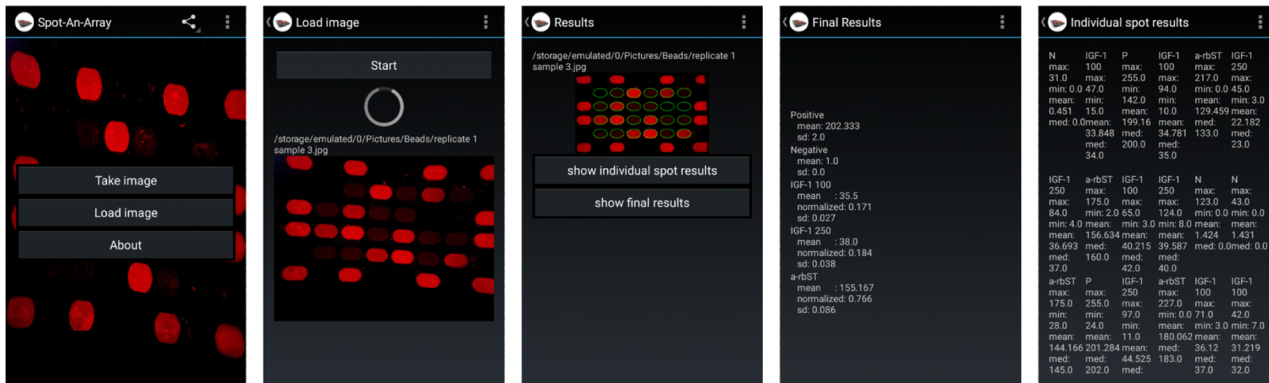 Spot-An-Array
Take image
Load image
About
Load image
Start
/storage/emulated/0/Pictures/Beads/replicate 1
sample 3.jpg
Results
/storage/emulated/0/Pictures/Beads/replicate 1
sample 3.jpg
show individual spot results
show final results
Final Results
Positive
mean: 202.333
sd: 2.0
Negative
mean: 1.0
sd: 0.0
IGF-1 100
mean : 35.5
normalized: 0.171
sd: 0.027
IGF-1 250
mean : 38.0
normalized: 0.184
sd: 0.038
a-rbST
mean : 155.167
normalized: 0.766
sd: 0.086
Individual spot results
N IGF-1 P IGF-1 a-rbST IGF-1
max: 100 max: 100 max: 250
31.0 max: 255.0 max: 217.0 max:
min: 0.0 47.0 min: 94.0 min: 0.0 45.0
mean: min: 142.0 min: mean: min: 3.0
0.451 15.0 mean: 10.0 129.459 mean:
med: 0.0 mean: 199.16 mean: med: 22.182
33.848 med: 34.781 133.0 med:
med: 200.0 med: 23.0
34.0 35.0
IGF-1 a-rbST IGF-1 IGF-1 N N
250 max: 100 250 max: max:
max: 175.0 max: max: 123.0 43.0
84.0 min: 2.0 65.0 124.0 min: 0.0 min: 0.0
min: 4.0 mean: min: 3.0 min: 8.0 mean: mean:
mean: 156.634 mean: mean: 1.424 1.431
36.693 med: 40.215 39.587 med: 0.0 med: 0.0
med: 160.0 med: med:
37.0 42.0 40.0
a-rbST P IGF-1 a-rbST IGF-1 IGF-1
max: max: 250 max: 100 100
175.0 255.0 max: 227.0 max: max:
min: min: 97.0 min: 0.0 71.0 42.0
28.0 24.0 min: mean: min: 3.0 min: 7.0
mean: mean: 11.0 180.062 mean: mean:
144.166 201.284 mean: med: 36.12 31.219
med: med: 44.525 183.0 med: med:
145.0 202.0 med: 37.0 32.0